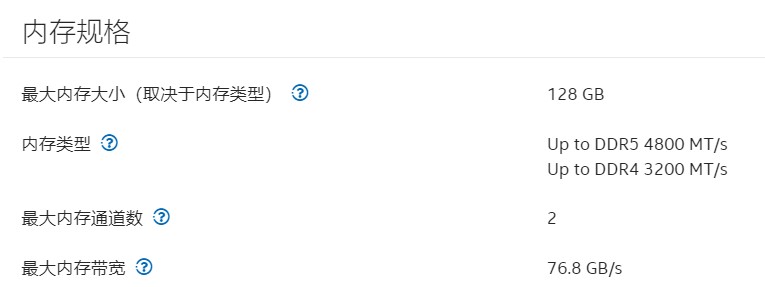 内存规格
最大内存大小（取决于内存类型） ? 128 GB
内存类型 ? Up to DDR5 4800 MT/s
Up to DDR4 3200 MT/s
最大内存通道数 ? 2
最大内存带宽 ? 76.8 GB/s